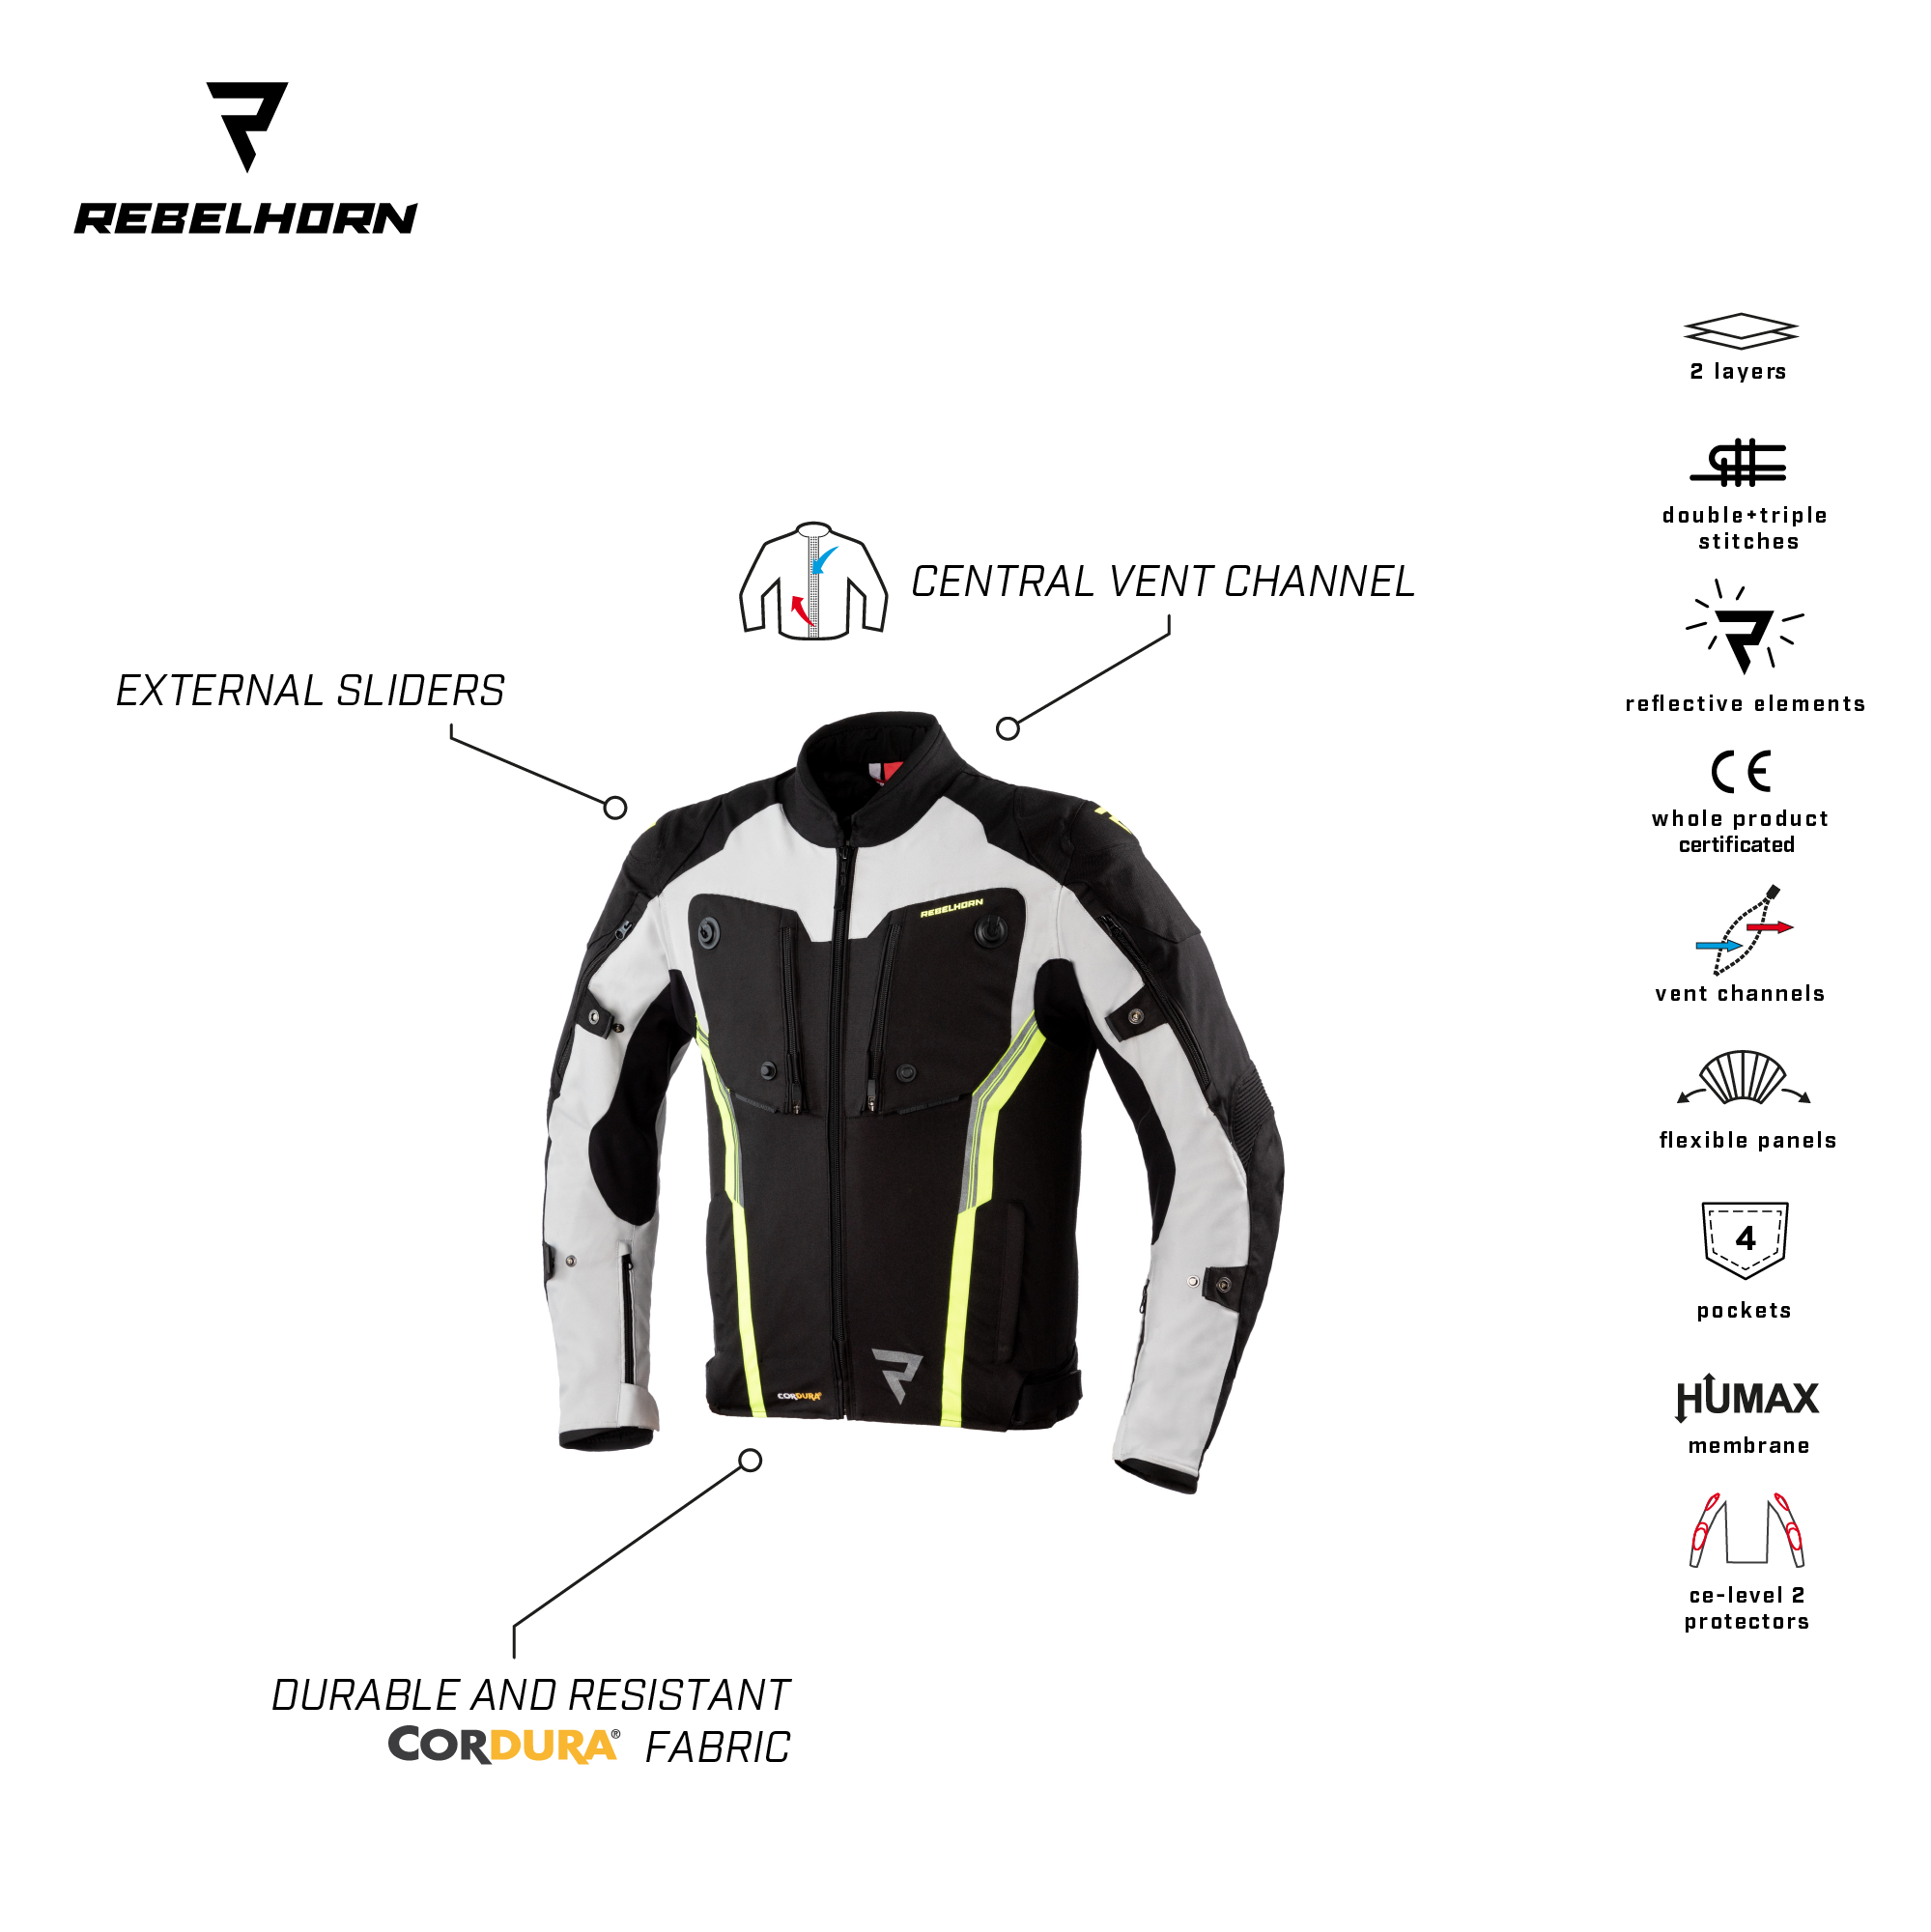 REBELHORN
2 layers
double+triple
stitches
CENTRAL VENT CHANNEL
EXTERNAL SLIDERS
reflective elements
CE
whole product
certificated
REBELHORN
vent channels
flexible panels
4
pockets
HUMAX
membrane
CORDURA®
ce-level 2
protectors
DURABLE AND RESISTANT
CORDURA® FABRIC